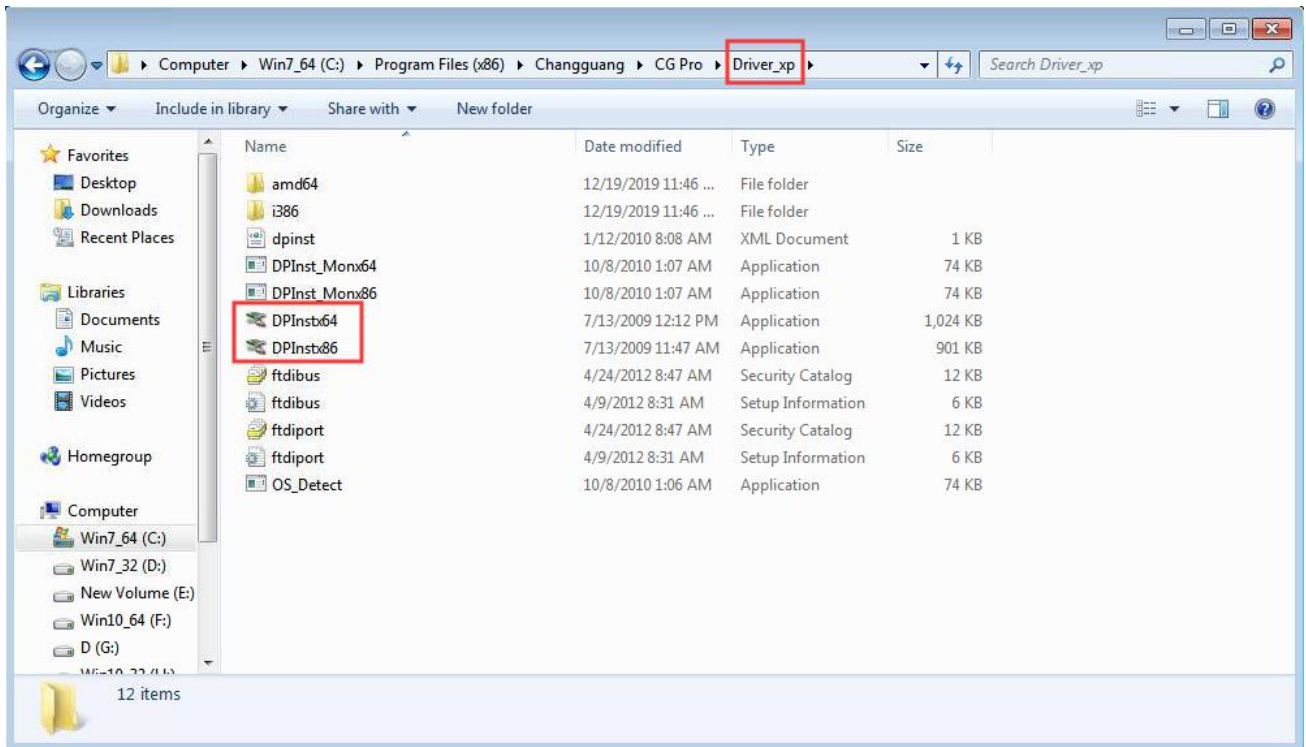 Computer ▸ Win7_64 (C:) ▸ Program Files (x86) ▸ Changguang ▸ CG Pro ▸ Driver_xp ▸
Search Driver_xp
Organize Include in library Share with New folder
Favorites
Desktop
Downloads
Recent Places
Libraries
Documents
Music
Pictures
Videos
Homegroup
Computer
Win7_64 (C:)
Win7_32 (D:)
New Volume (E:)
Win10_64 (F:)
D (G:)
Name Date modified Type Size
amd64 12/19/2019 11:46 ... File folder
i386 12/19/2019 11:46 ... File folder
dpinst 1/12/2010 8:08 AM XML Document 1 KB
DPInst_Monx64 10/8/2010 1:07 AM Application 74 KB
DPInst_Monx86 10/8/2010 1:07 AM Application 74 KB
DPInstx64 7/13/2009 12:12 PM Application 1,024 KB
DPInstx86 7/13/2009 11:47 AM Application 901 KB
ftdibus 4/24/2012 8:47 AM Security Catalog 12 KB
ftdibus 4/9/2012 8:31 AM Setup Information 6 KB
ftdiport 4/24/2012 8:47 AM Security Catalog 12 KB
ftdiport 4/9/2012 8:31 AM Setup Information 6 KB
OS_Detect 10/8/2010 1:06 AM Application 74 KB
12 items